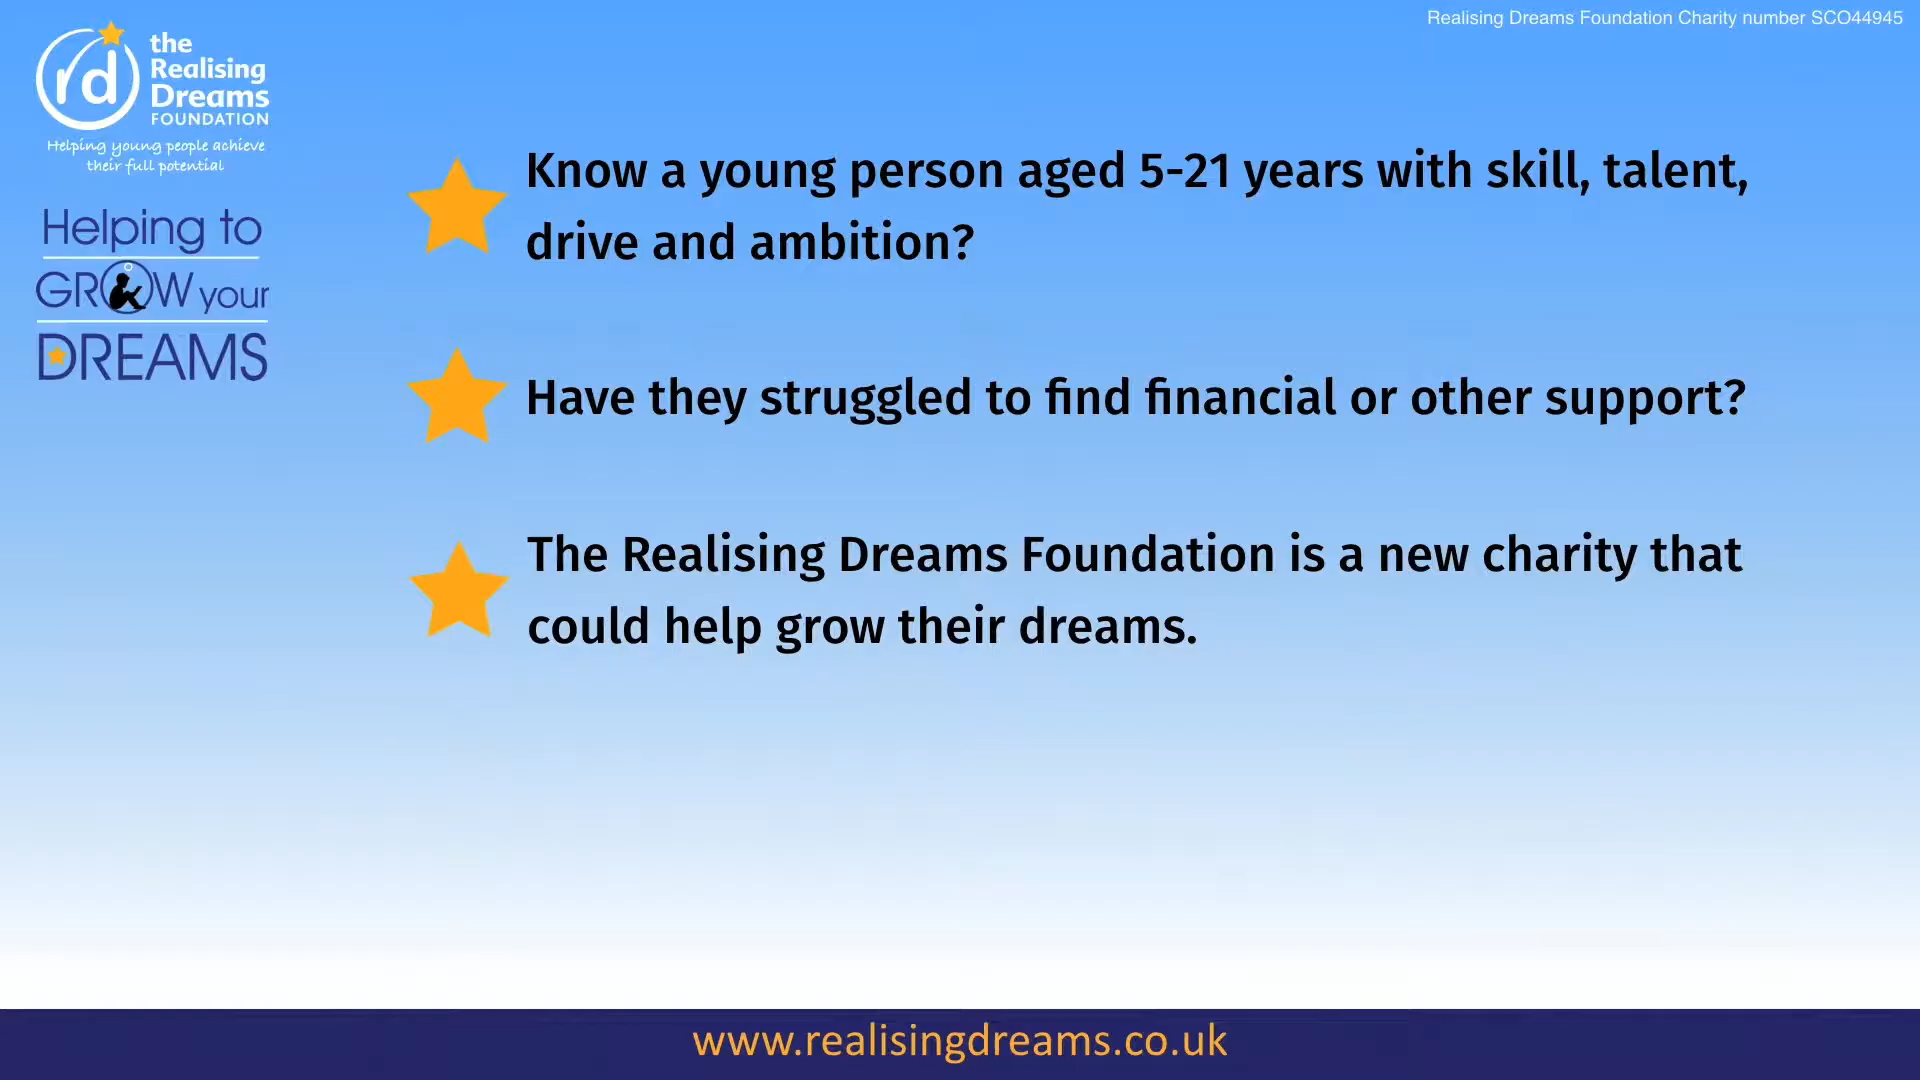 Realising Dreams Foundation Charity number SCO44945
rd
the
Realising
Dreams
FOUNDATION
Helping young people achieve
their full potential
Helping to
GROW your
DREAMS
Know a young person aged 5-21 years with skill, talent,
drive and ambition?
Have they struggled to find financial or other support?
The Realising Dreams Foundation is a new charity that
could help grow their dreams.
www.realisingdreams.co.uk